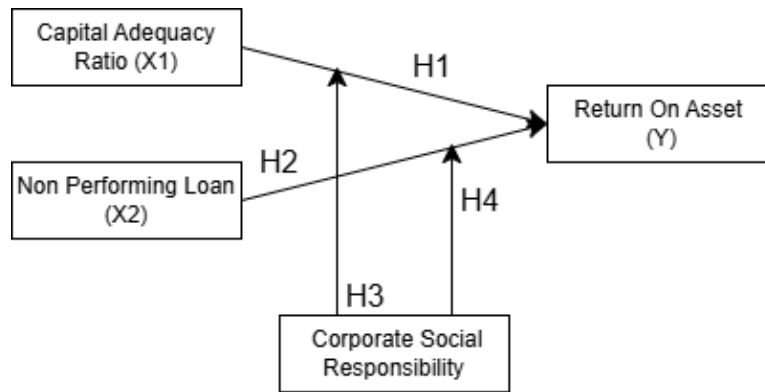 Capital Adequacy
Ratio (X1)
H1
Return On Asset
(Y)
H2
Non Performing Loan
(X2)
H4
H3
Corporate Social
Responsibility